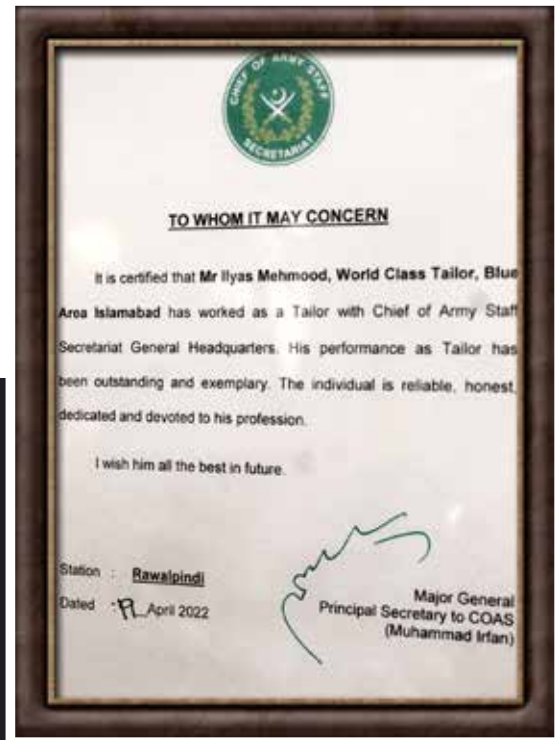 CHIEF OF ARMY STAFF
SECRETARIAT
TO WHOM IT MAY CONCERN
It is certified that Mr Ilyas Mehmood, World Class Tailor, Blue
Area Islamabad has worked as a Tailor with Chief of Army Staff
Secretariat General Headquarters. His performance as Tailor has
been outstanding and exemplary. The individual is reliable, honest,
dedicated and devoted to his profession.
I wish him all the best in future.
Station : Rawalpindi
Dated : April 2022
Major General
Principal Secretary to COAS
(Muhammad Irfan)